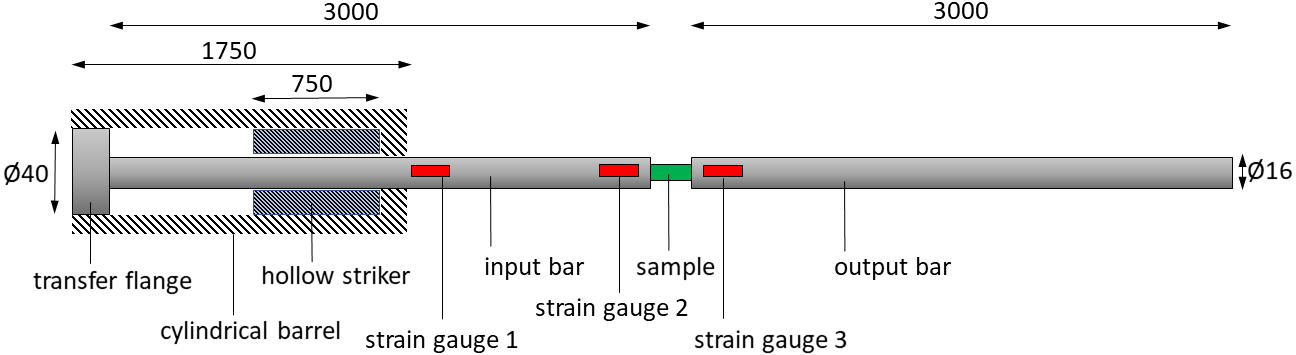 3000
3000
1750
750
Ø40
Ø16
transfer flange
hollow striker
input bar
sample
output bar
strain gauge 2
cylindrical barrel
strain gauge 1
strain gauge 3